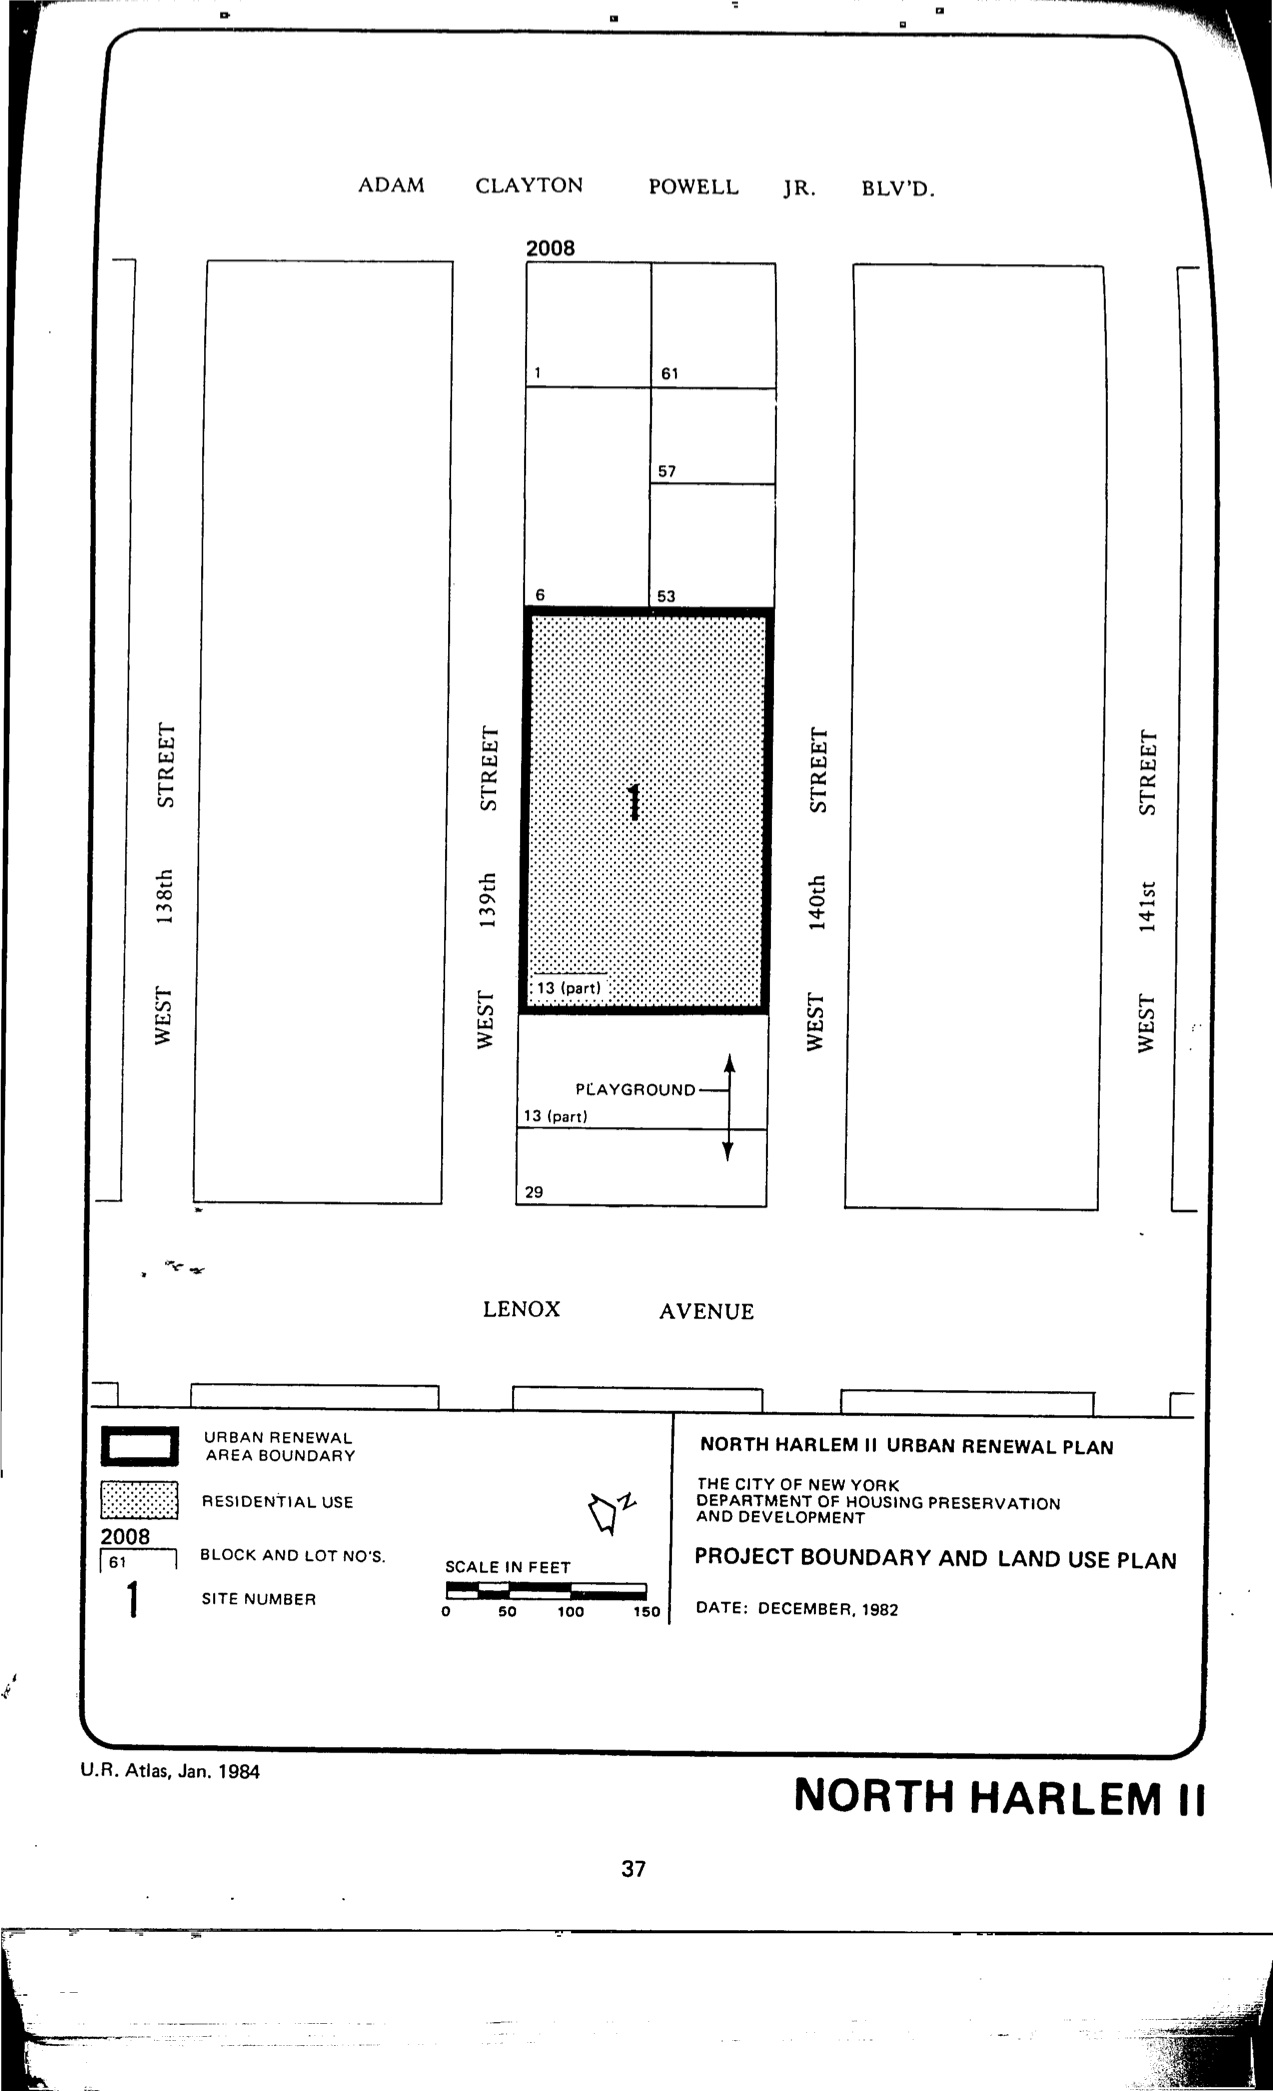 ADAM CLAYTON POWELL JR. BLV'D.
2008
1
61
57
6
53
1
13 (part)
WEST 138th STREET
WEST 139th STREET
WEST 140th STREET
WEST 141st STREET
PLAYGROUND
13 (part)
29
LENOX AVENUE
URBAN RENEWAL
AREA BOUNDARY
RESIDENTIAL USE
2008
61
BLOCK AND LOT NO'S.
1
SITE NUMBER
N
SCALE IN FEET
0 50 100 150
NORTH HARLEM II URBAN RENEWAL PLAN
THE CITY OF NEW YORK
DEPARTMENT OF HOUSING PRESERVATION
AND DEVELOPMENT
PROJECT BOUNDARY AND LAND USE PLAN
DATE: DECEMBER, 1982
U.R. Atlas, Jan. 1984
NORTH HARLEM II
37